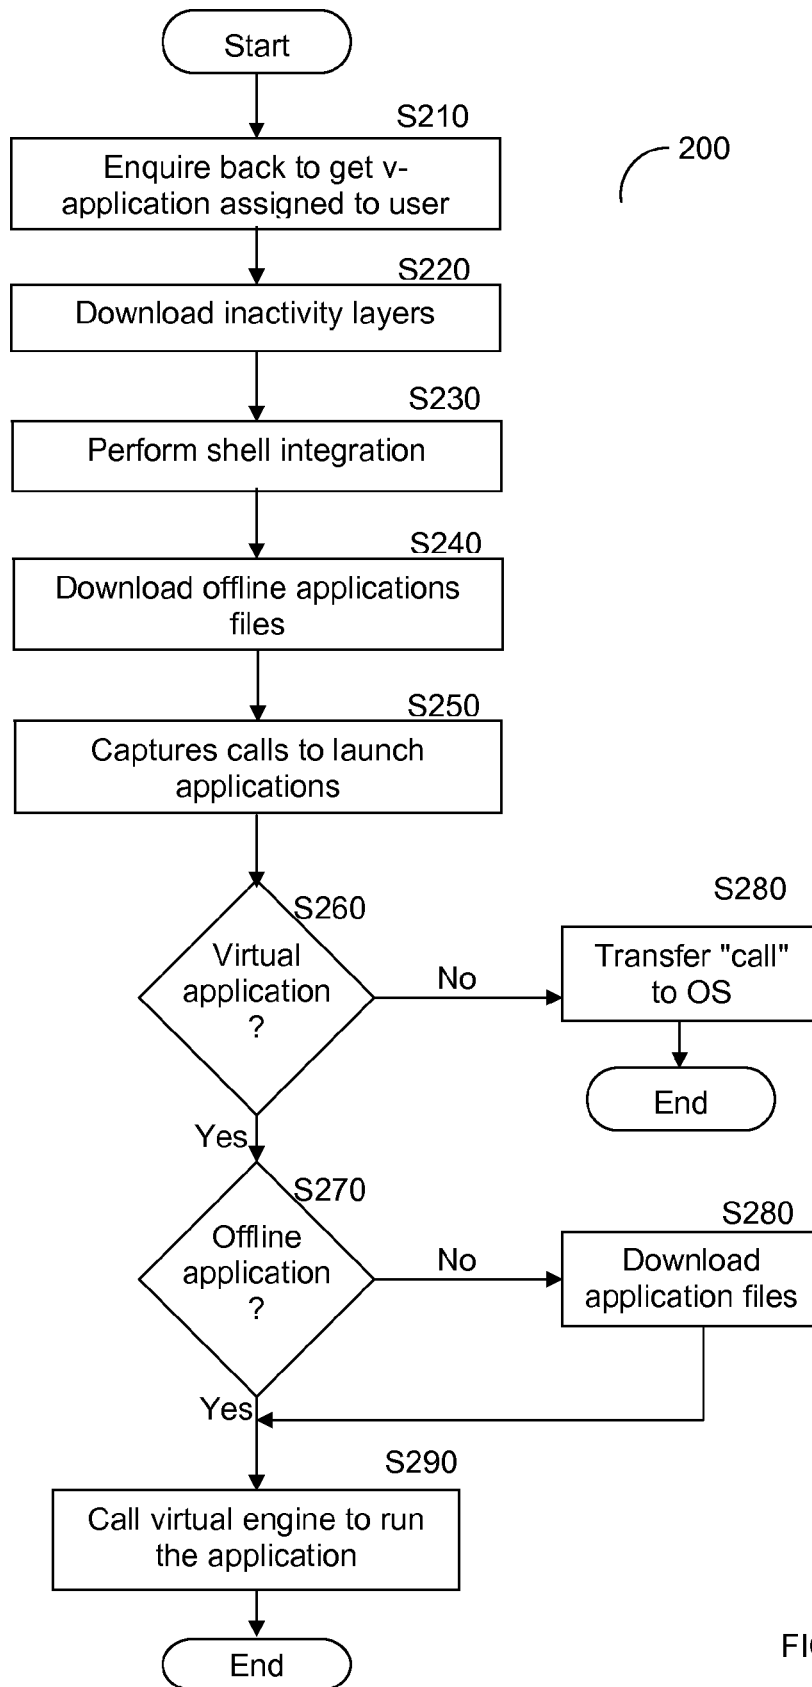 Start
S210
200
Enquire back to get v-
application assigned to user
S220
Download inactivity layers
S230
Perform shell integration
S240
Download offline applications
files
S250
Captures calls to launch
applications
S260
Virtual
application
?
No
S280
Transfer "call"
to OS
End
Yes
S270
Offline
application
?
No
S280
Download
application files
Yes
S290
Call virtual engine to run
the application
End